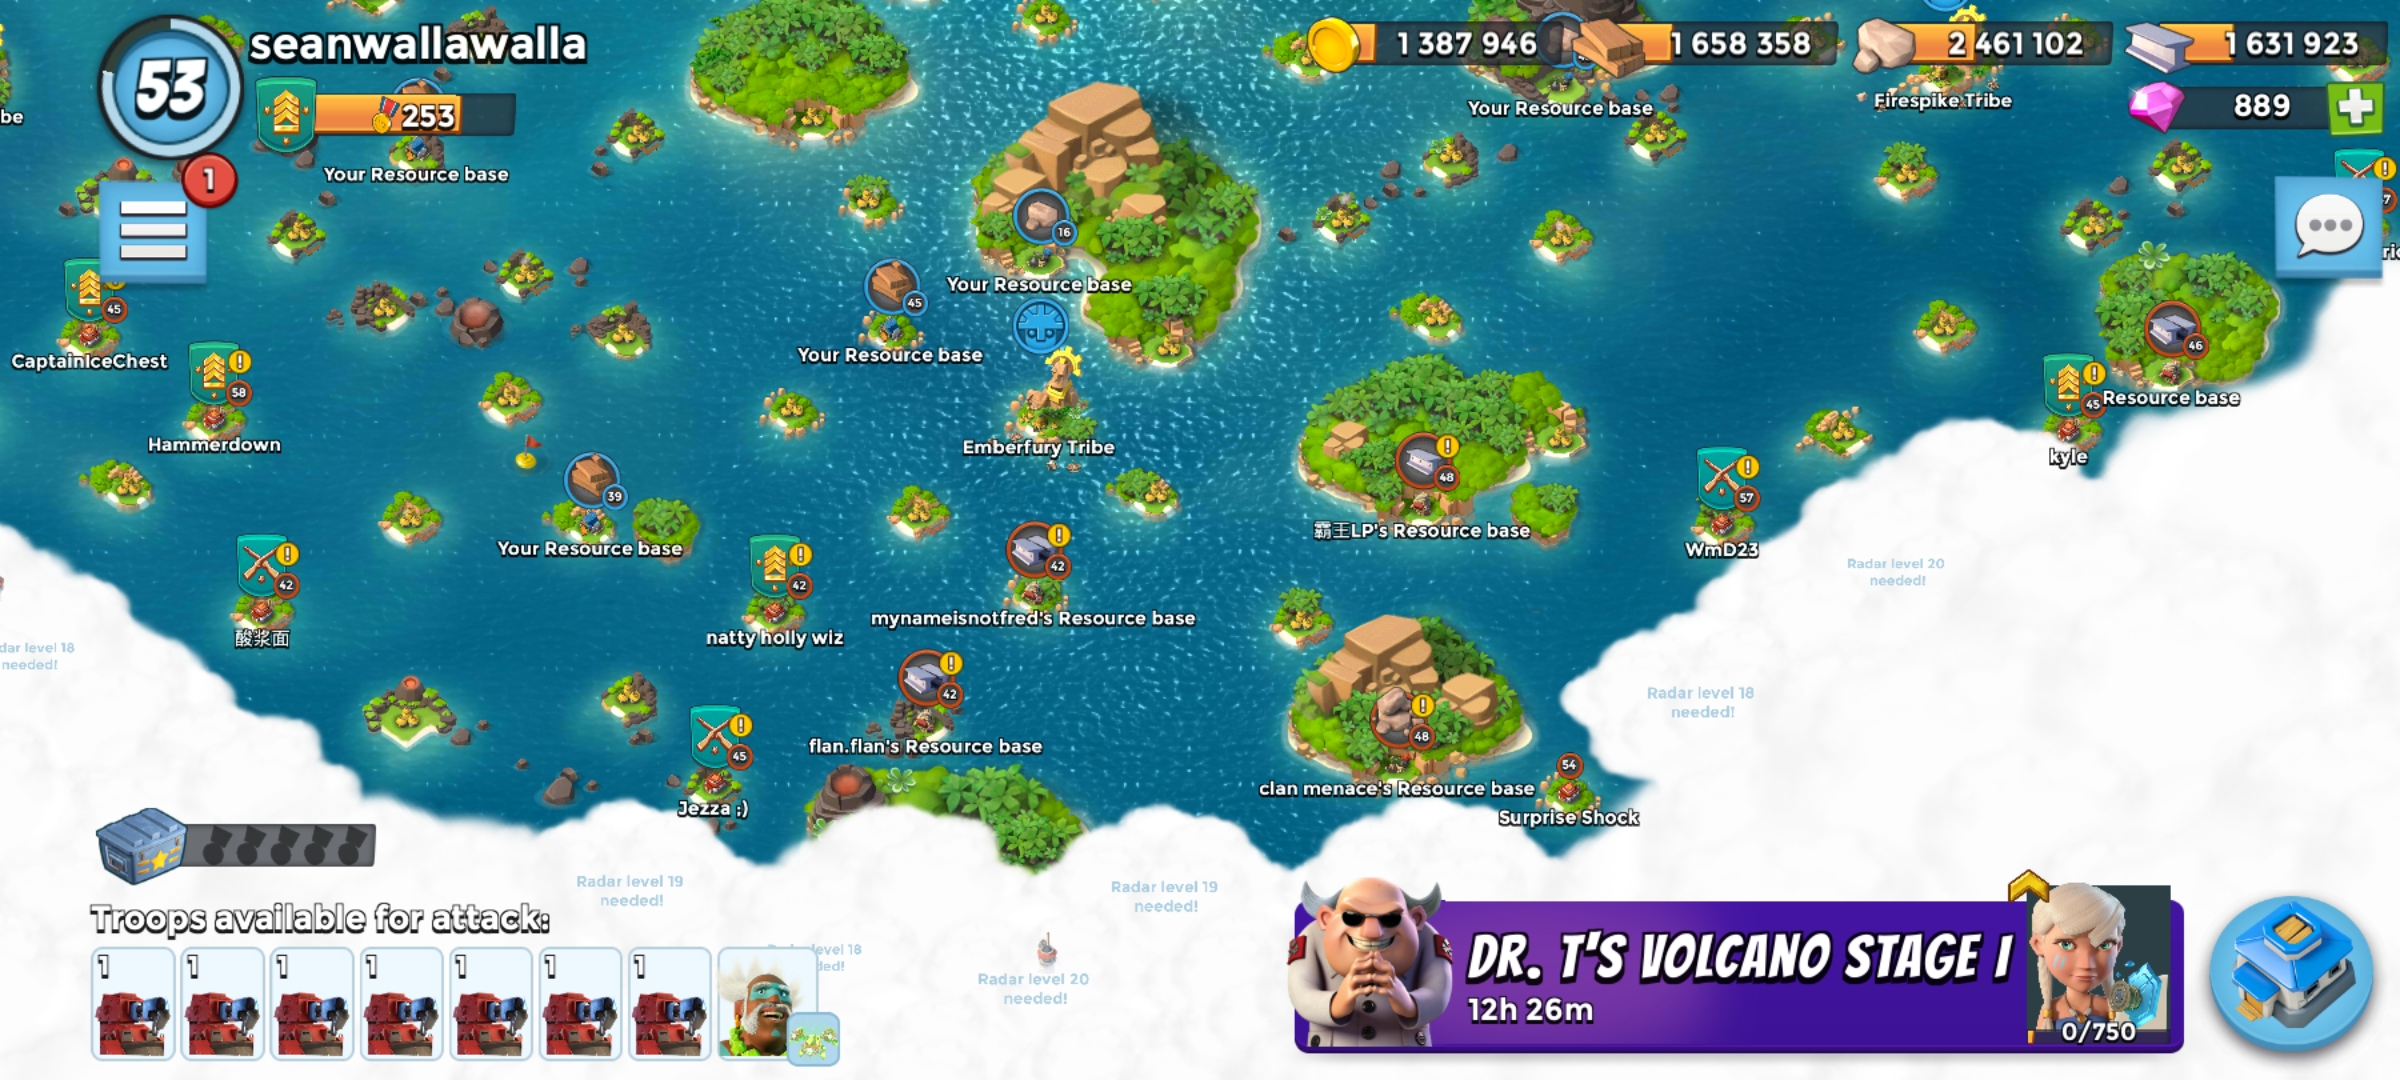 seanwallawalla
53
253
1 387 946
1 658 358
2 461 102
1 631 923
889
1
Your Resource base
Your Resource base
Firespike Tribe
be
16
Your Resource base
45
Your Resource base
45
CaptainIceChest
58
Hammerdown
Emberfury Tribe
46
Resource base
45
kyle
39
Your Resource base
48
霸王LP's Resource base
57
WmD23
42
酸浆面
42
natty holly wiz
42
mynameisnotfred's Resource base
Radar level 20
needed!
dar level 18
needed!
42
flan.flan's Resource base
Radar level 18
needed!
45
Jezza ;)
48
clan menace's Resource base
54
Surprise Shock
Radar level 19
needed!
Radar level 19
needed!
Radar level 20
needed!
Troops available for attack:
1
1
1
1
1
1
1
DR. T'S VOLCANO STAGE I
12h 26m
0/750